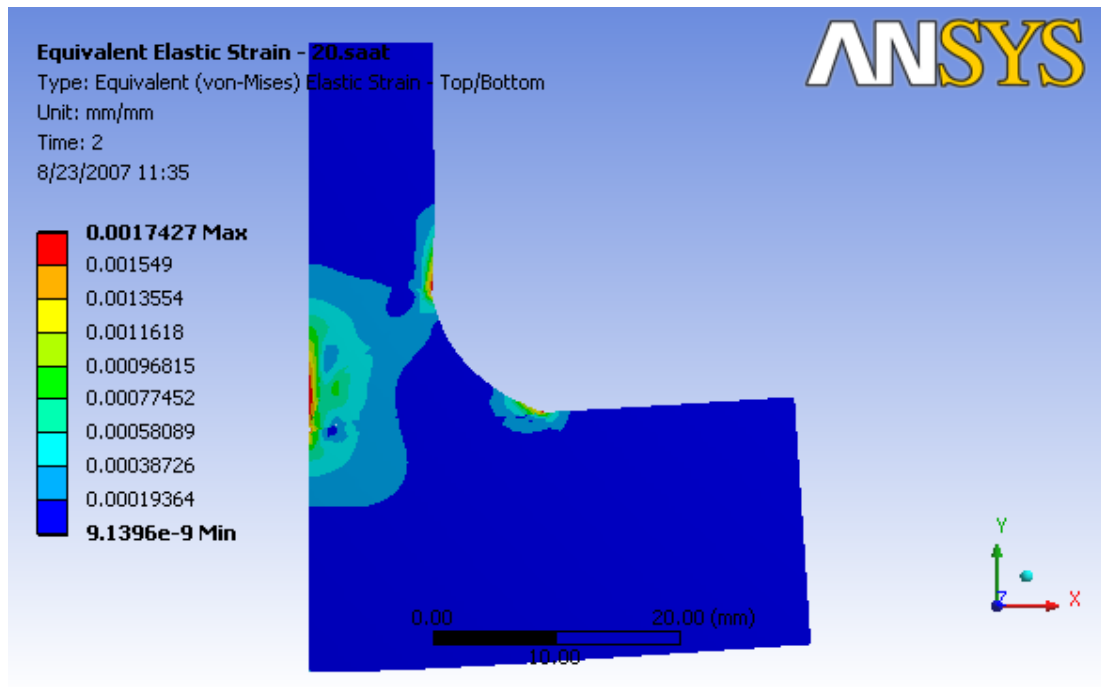 Equivalent Elastic Strain - 20.saat
Type: Equivalent (von-Mises) Elastic Strain - Top/Bottom
Unit: mm/mm
Time: 2
8/23/2007 11:35
ANSYS
0.0017427 Max
0.001549
0.0013554
0.0011618
0.00096815
0.00077452
0.00058089
0.00038726
0.00019364
9.1396e-9 Min
0.00 20.00 (mm)
10.00
Y
Z X